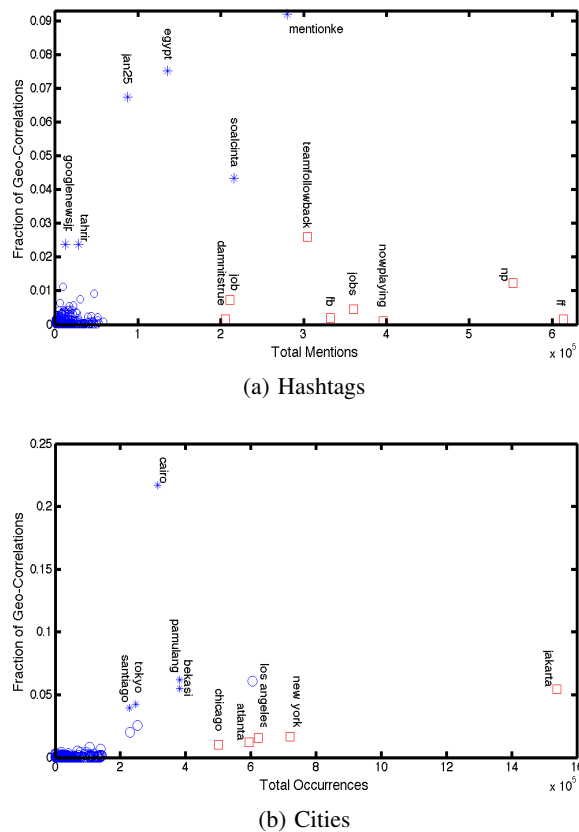 0.09
0.08
0.07
0.06
0.05
0.04
0.03
0.02
0.01
0
Fraction of Geo-Correlations
mentionke
egypt
jan25
soalcinta
teamfollowback
googlenewsjr
tahrir
damnitstrue
job
fb
jobs
nowplaying
np
ff
0 1 2 3 4 5 6
Total Mentions
x 10^5
(a) Hashtags
0.25
0.2
0.15
0.1
0.05
0
Fraction of Geo-Correlations
cairo
pamulang
bekasi
santiago
tokyo
chicago
atlanta
los angeles
new york
jakarta
0 2 4 6 8 10 12 14 16
Total Occurrences
x 10^5
(b) Cities